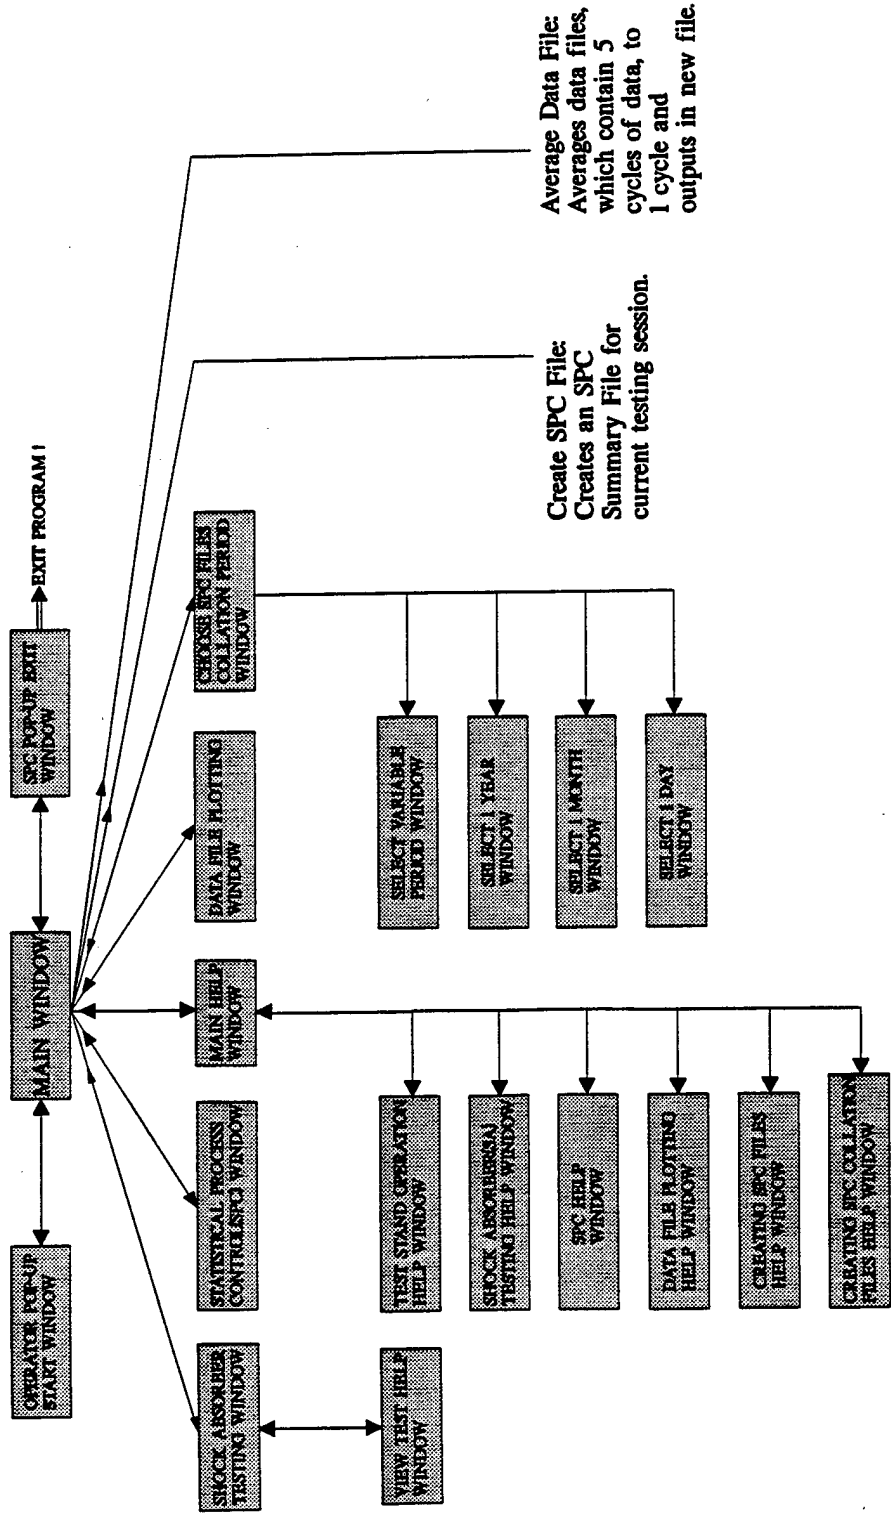 OPERATOR POP-UP
START WINDOW
MAIN WINDOW
SPC POP-UP EXIT
WINDOW
EXIT PROGRAM !
SHOCK ABSORBER
TESTING WINDOW
STATISTICAL PROCESS
CONTROL(SPC) WINDOW
MAIN HELP
WINDOW
DATA FILE PLOTTING
WINDOW
CHOOSE SPC FILES
COLLATION PERIOD
WINDOW
VIEW TEST HELP
WINDOW
TEST STAND OPERATION
HELP WINDOW
SHOCK ABSORBER(SA)
TESTING HELP WINDOW
SPC HELP
WINDOW
DATA FILE PLOTTING
HELP WINDOW
CREATING SPC FILES
HELP WINDOW
CREATING SPC COLLATION
FILES HELP WINDOW
SELECT VARIABLE
PERIOD WINDOW
SELECT 1 YEAR
WINDOW
SELECT 1 MONTH
WINDOW
SELECT 1 DAY
WINDOW
Create SPC File:
Creates an SPC
Summary File for
current testing session.
Average Data File:
Averages data files,
which contain 5
cycles of data, to
1 cycle and
outputs in new file.